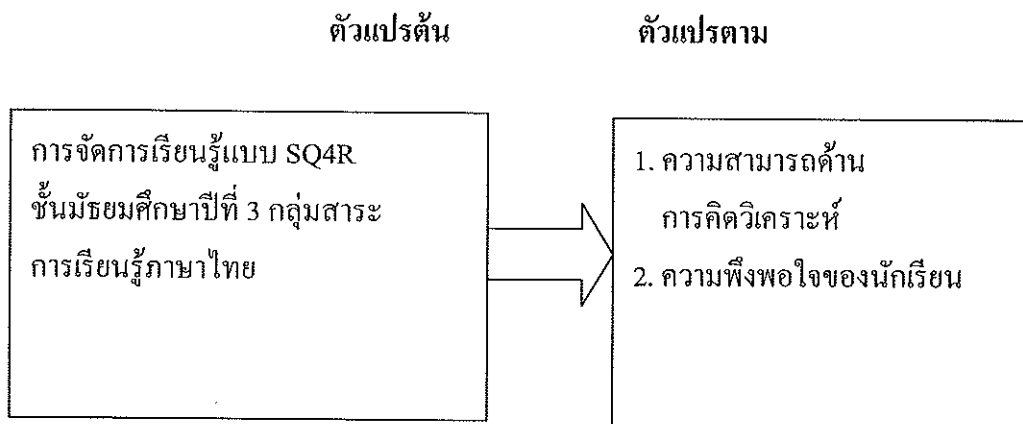 ตัวแปรต้น ตัวแปรตาม
การจัดการเรียนรู้แบบ SQ4R
ชั้นมัธยมศึกษาปีที่ 3 กลุ่มสาระ
การเรียนรู้ภาษาไทย
1. ความสามารถด้าน
การคิดวิเคราะห์
2. ความพึงพอใจของนักเรียน